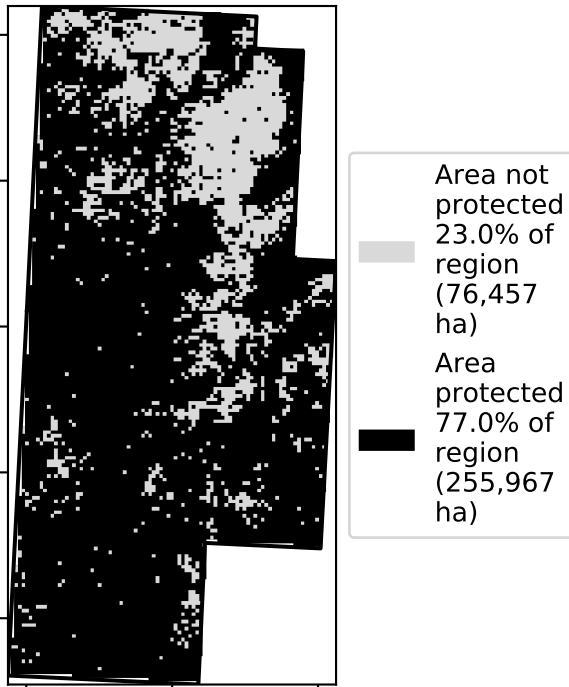 Area not
protected
23.0% of
region
(76,457
ha)
Area
protected
77.0% of
region
(255,967
ha)